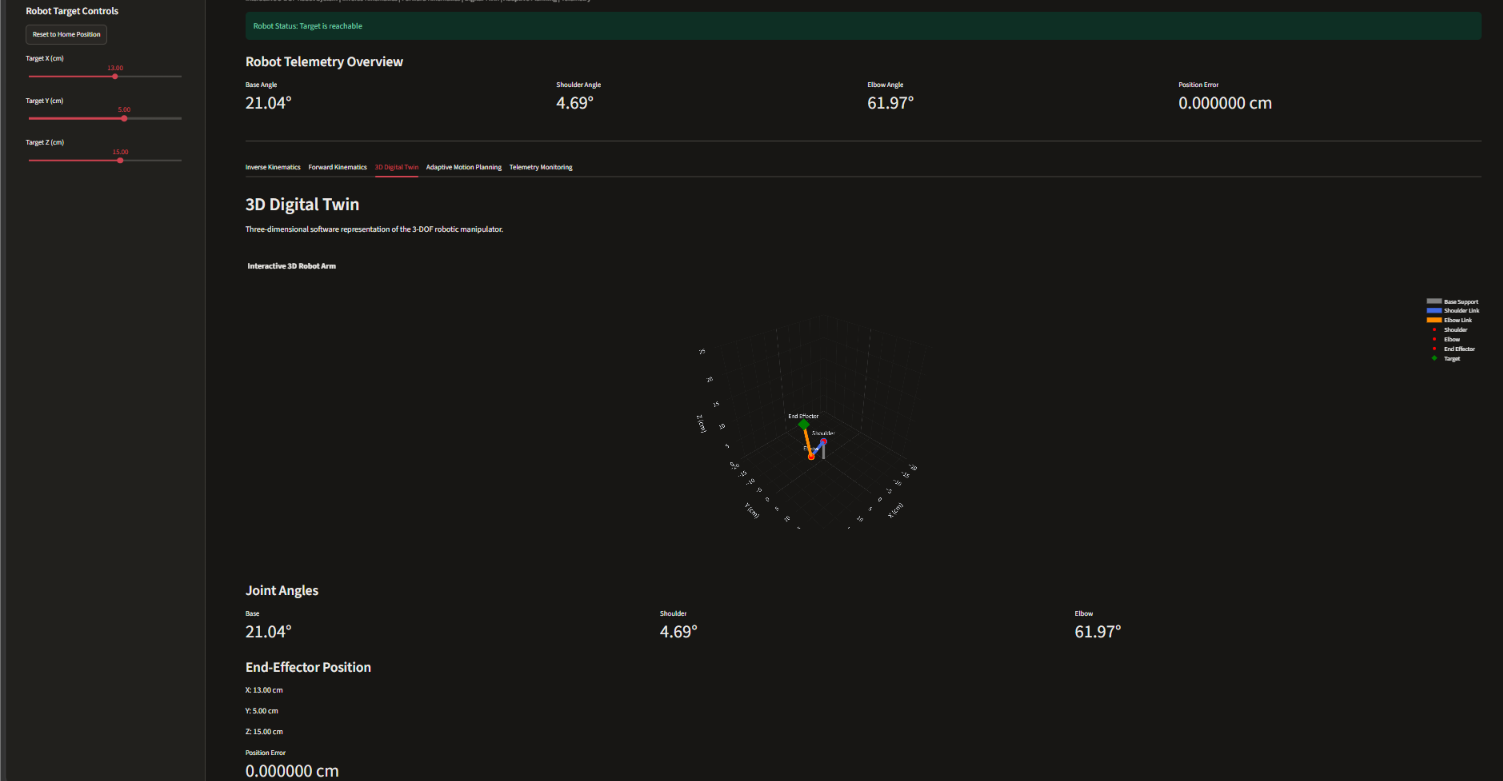 Robot Target Controls
Reset to Home Position
Target X (cm)
13.00
Target Y (cm)
5.00
Target Z (cm)
15.00
Robot Status: Target is reachable
Robot Telemetry Overview
Base Angle Shoulder Angle Elbow Angle Position Error
21.04° 4.69° 61.97° 0.000000 cm
Inverse Kinematics Forward Kinematics 3D Digital Twin Adaptive Motion Planning Telemetry Monitoring
3D Digital Twin
Three-dimensional software representation of the 3-DOF robotic manipulator.
Interactive 3D Robot Arm
Base Support
Shoulder Link
Elbow Link
Shoulder
Elbow
End Effector
Target
End Effector
Shoulder
Z (cm)
Y (cm)
X (cm)
Joint Angles
Base Shoulder Elbow
21.04° 4.69° 61.97°
End-Effector Position
X: 13.00 cm
Y: 5.00 cm
Z: 15.00 cm
Position Error
0.000000 cm